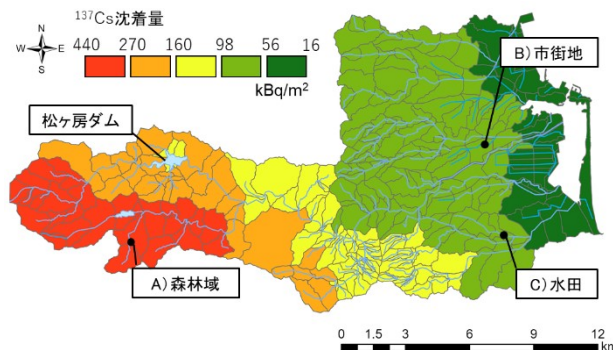 ¹³⁷Cs沈着量
N
W E
S
440 270 160 98 56 16
kBq/m²
B) 市街地
松ヶ房ダム
A) 森林域
C) 水田
0 1.5 3 6 9 12
km